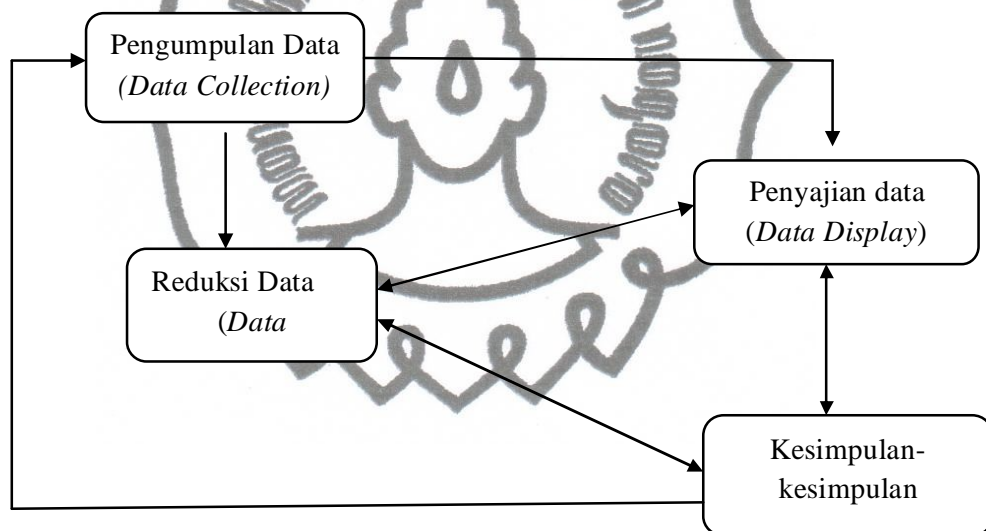 Pengumpulan Data
(Data Collection)
Penyajian data
(Data Display)
Reduksi Data
(Data
Kesimpulan-
kesimpulan